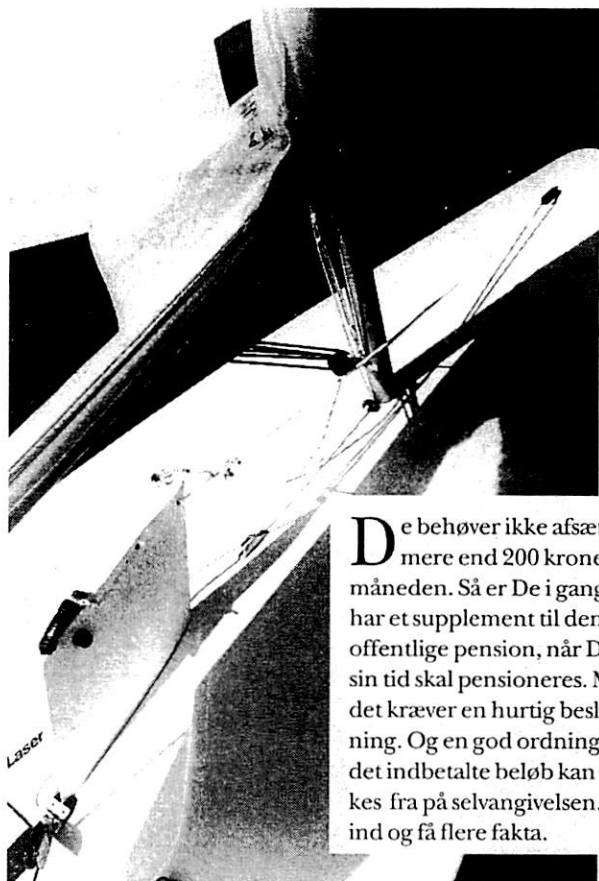 Laser
De behøver ikke afsæt
mere end 200 krone
måneden. Så er De i gang
har et supplement til den
offentlige pension, når D
sin tid skal pensioneres. M
det kræver en hurtig besl
ning. Og en god ordning
det indbetalte beløb kan
kes fra på selvangivelsen.
ind og få flere fakta.